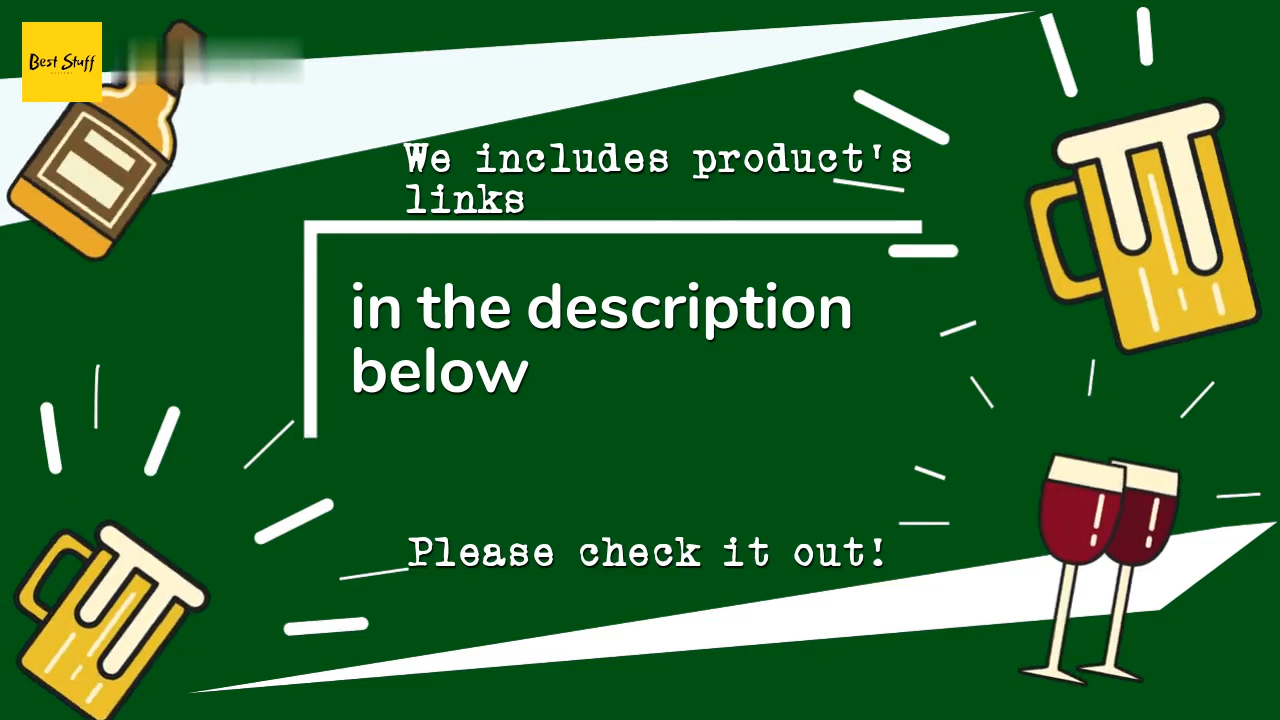 Best Stuff
We includes product's
links
in the description
below
Please check it out!